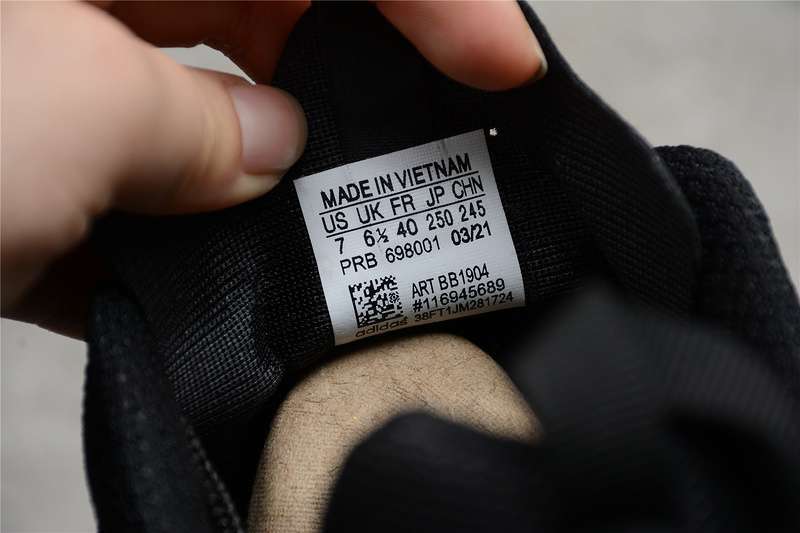 MADE IN VIETNAM
US UK FR JP CHN
7 6½ 40 250 245
PRB 698001 03/21
ART BB1904
#116945689
adidas 38FT1JM281724